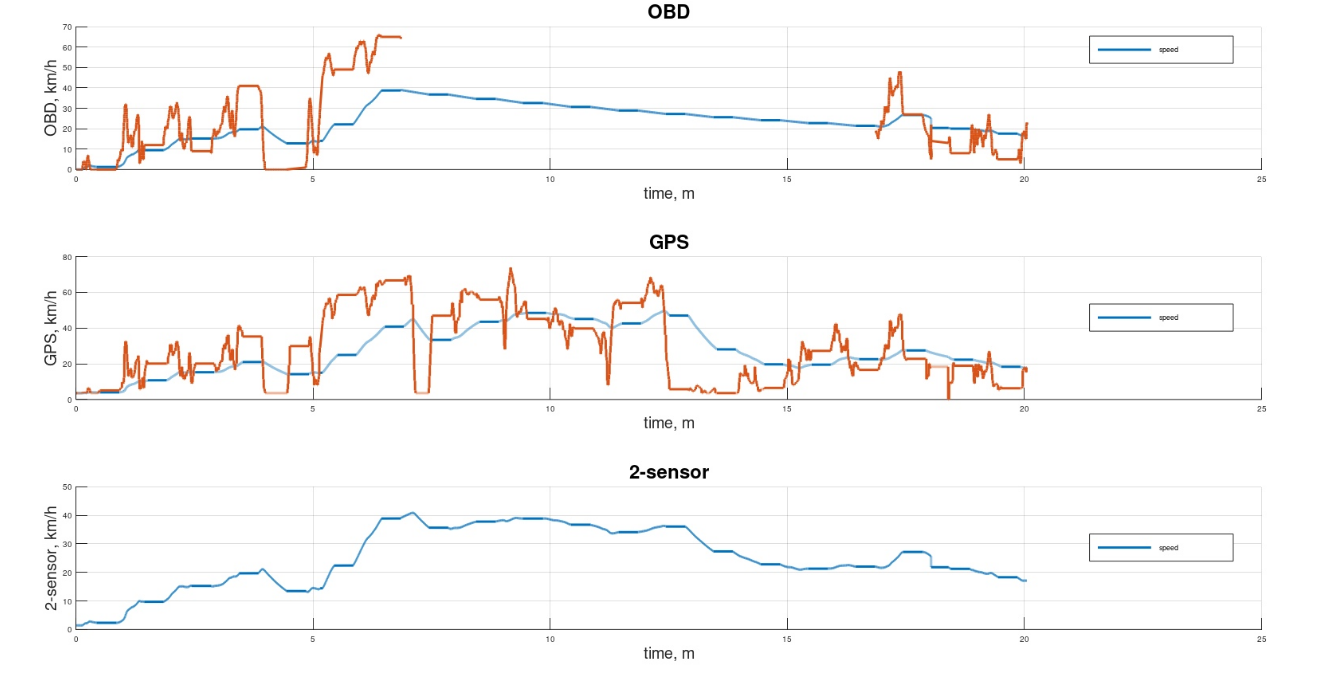 OBD
OBD, km/h
70
60
50
40
30
20
10
0
speed
0 5 10 15 20 25
time, m
GPS
GPS, km/h
80
60
40
20
0
speed
0 5 10 15 20 25
time, m
2-sensor
2-sensor, km/h
50
40
30
20
10
0
speed
0 5 10 15 20 25
time, m